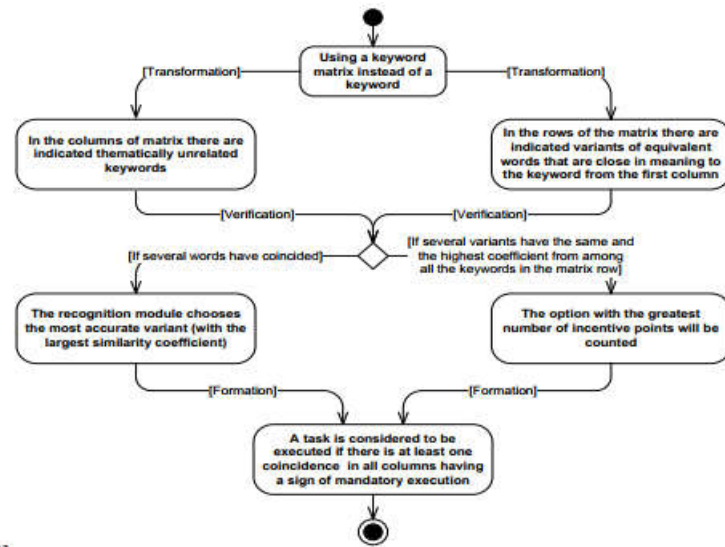 Using a keyword
matrix instead of a
keyword
[Transformation]
[Transformation]
In the columns of matrix there are
indicated thematically unrelated
keywords
In the rows of the matrix there are
indicated variants of equivalent
words that are close in meaning to
the keyword from the first column
[Verification]
[Verification]
[If several words have coincided]
[If several variants have the same and
the highest coefficient from among
all the keywords in the matrix row]
The recognition module chooses
the most accurate variant (with the
largest similarity coefficient)
The option with the greatest
number of incentive points will be
counted
[Formation]
[Formation]
A task is considered to be
executed if there is at least one
coincidence in all columns having
a sign of mandatory execution